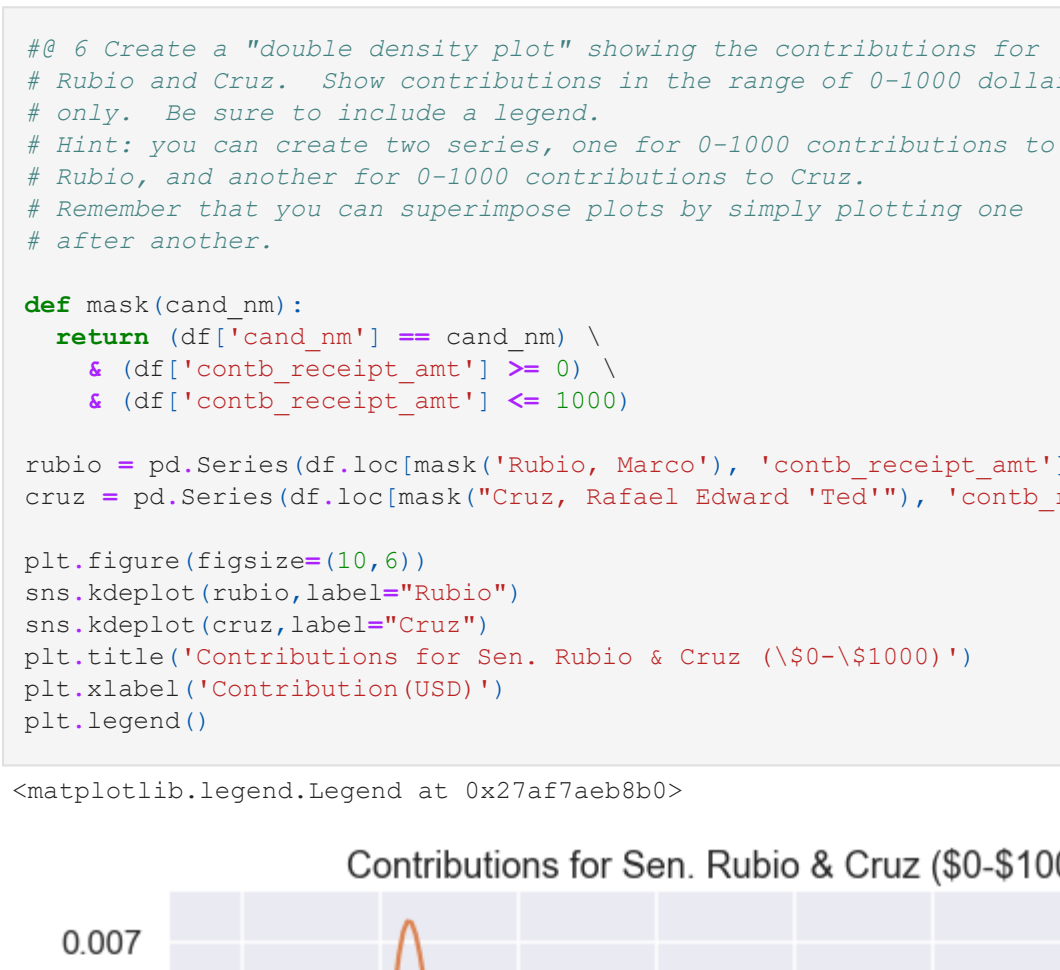 #@ 6 Create a "double density plot" showing the contributions for
# Rubio and Cruz.  Show contributions in the range of 0-1000
# only.  Be sure to include a legend.
# Hint: you can create two series, one for 0-1000 contributions to
# Rubio, and another for 0-1000 contributions to Cruz.
# Remember that you can superimpose plots by simply plotting one
# after another.
def mask(cand_nm):
  return (df['cand_nm'] == cand_nm) \
    & (df['contb_receipt_amt'] >= 0) \
    & (df['contb_receipt_amt'] <= 1000)
rubio = pd.Series(df.loc[mask('Rubio, Marco'), 'contb_receipt_amt'
cruz = pd.Series(df.loc[mask("Cruz, Rafael Edward 'Ted'"), 'contb_
plt.figure(figsize=(10,6))
sns.kdeplot(rubio,label="Rubio")
sns.kdeplot(cruz,label="Cruz")
plt.title('Contributions for Sen. Rubio & Cruz (\$0-\$1000)')
plt.xlabel('Contribution(USD)')
plt.legend()
<matplotlib.legend.Legend at 0x27af7aeb8b0>
Contributions for Sen. Rubio & Cruz ($0-$10
0.007